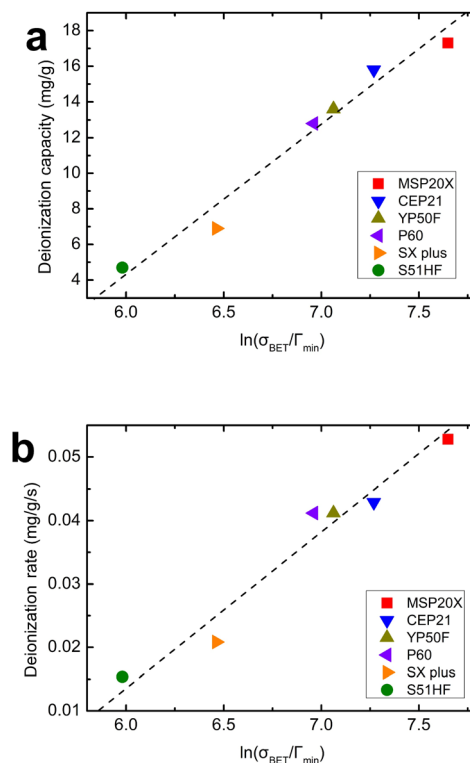 a
Deionization capacity (mg/g)
18
16
14
12
10
8
6
4
MSP20X
CEP21
YP50F
P60
SX plus
S51HF
6.0 6.5 7.0 7.5
ln(σBET/Γmin)
b
Deionization rate (mg/g/s)
0.05
0.04
0.03
0.02
0.01
MSP20X
CEP21
YP50F
P60
SX plus
S51HF
6.0 6.5 7.0 7.5
ln(σBET/Γmin)